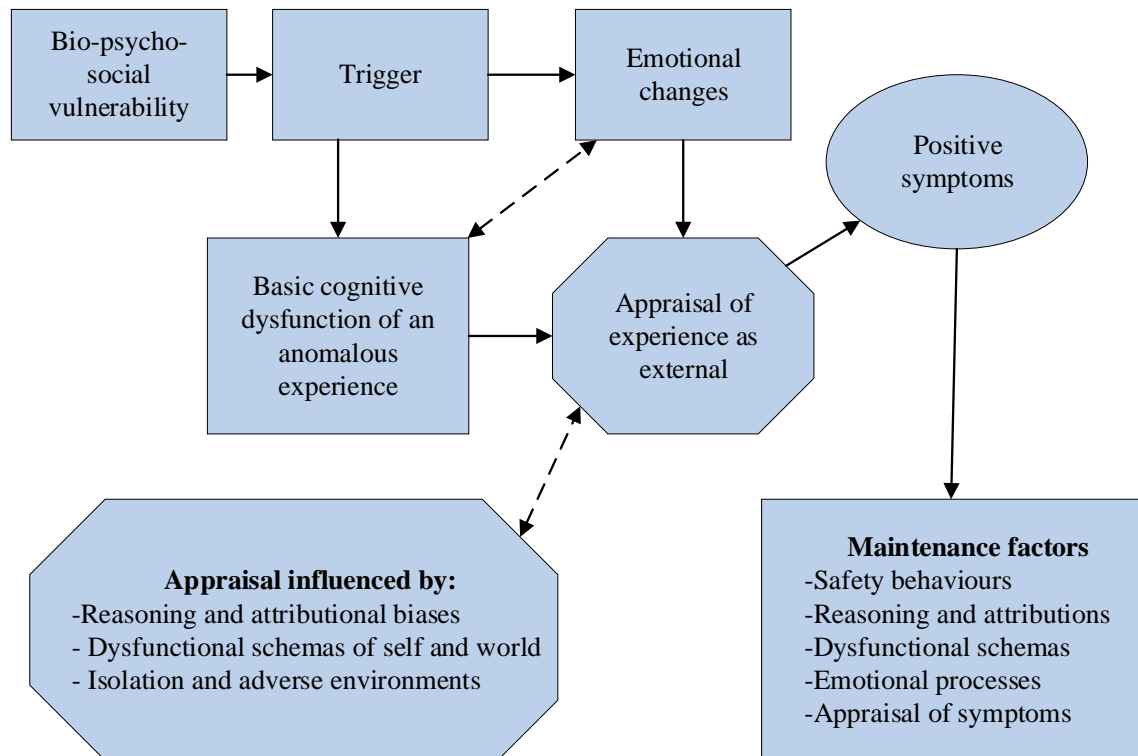 Bio-psycho-
social
vulnerability
Trigger
Emotional
changes
Positive
symptoms
Basic cognitive
dysfunction of an
anomalous
experience
Appraisal of
experience as
external
Appraisal influenced by:
-Reasoning and attributional biases
- Dysfunctional schemas of self and world
- Isolation and adverse environments
Maintenance factors
-Safety behaviours
-Reasoning and attributions
-Dysfunctional schemas
-Emotional processes
-Appraisal of symptoms